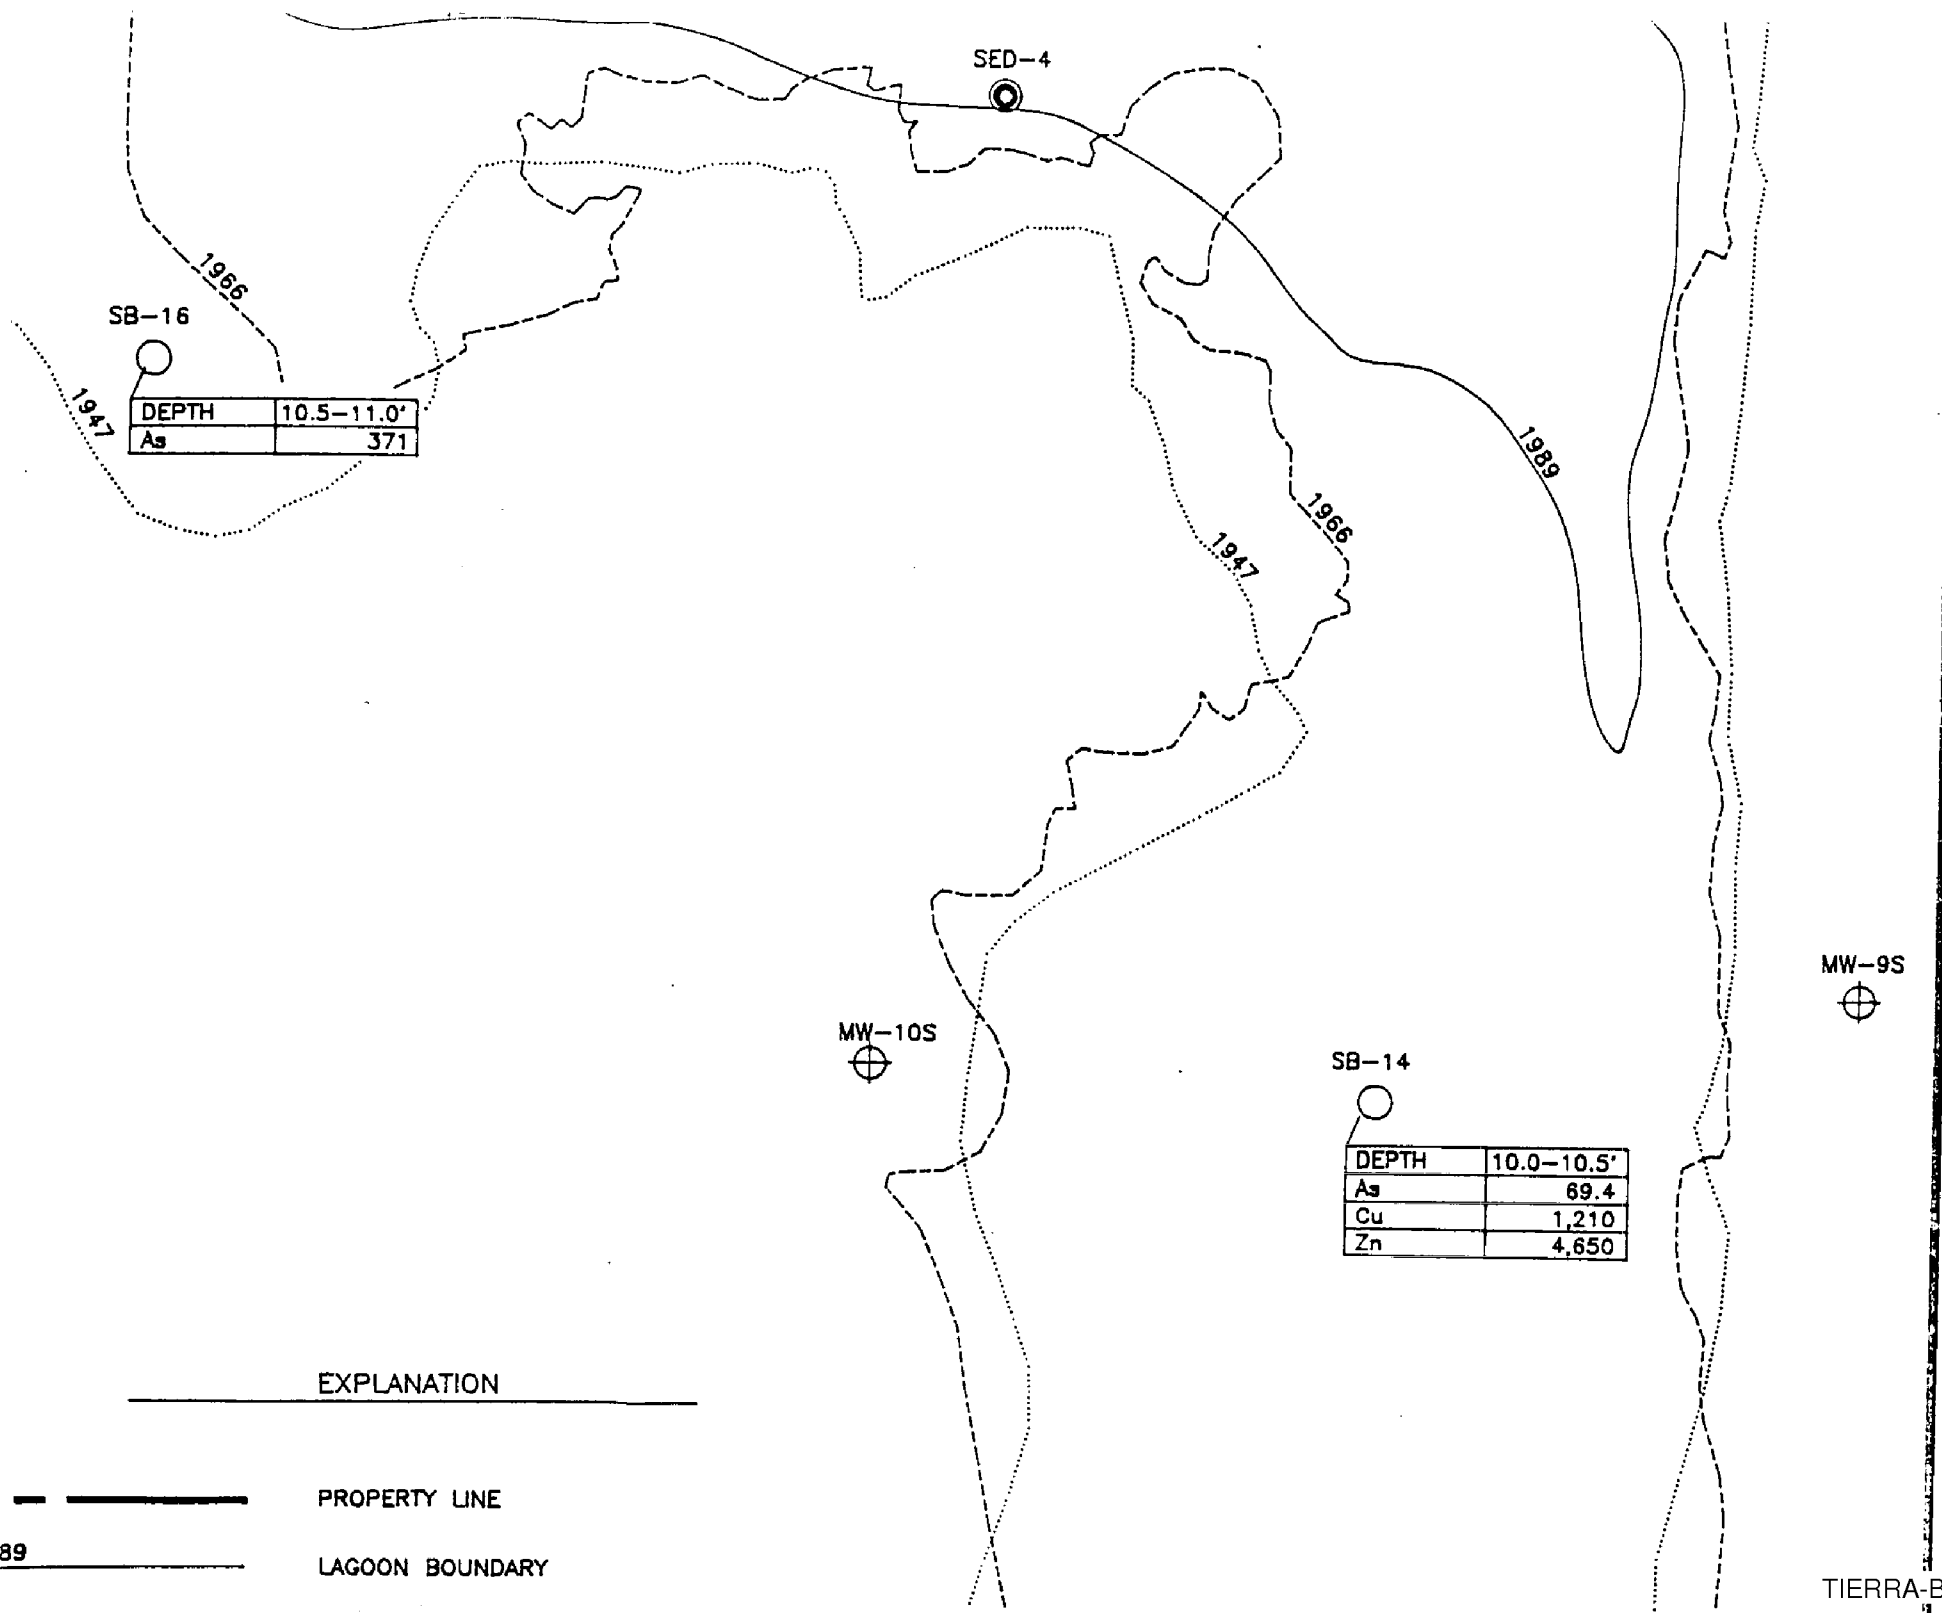 SED-4
1966
SB-16
DEPTH 10.5-11.0'
As 371
1947
1989
1966
1947
MW-9S
MW-10S
SB-14
DEPTH 10.0-10.5'
As 69.4
Cu 1,210
Zn 4,650
EXPLANATION
PROPERTY LINE
89
LAGOON BOUNDARY
TIERRA-B